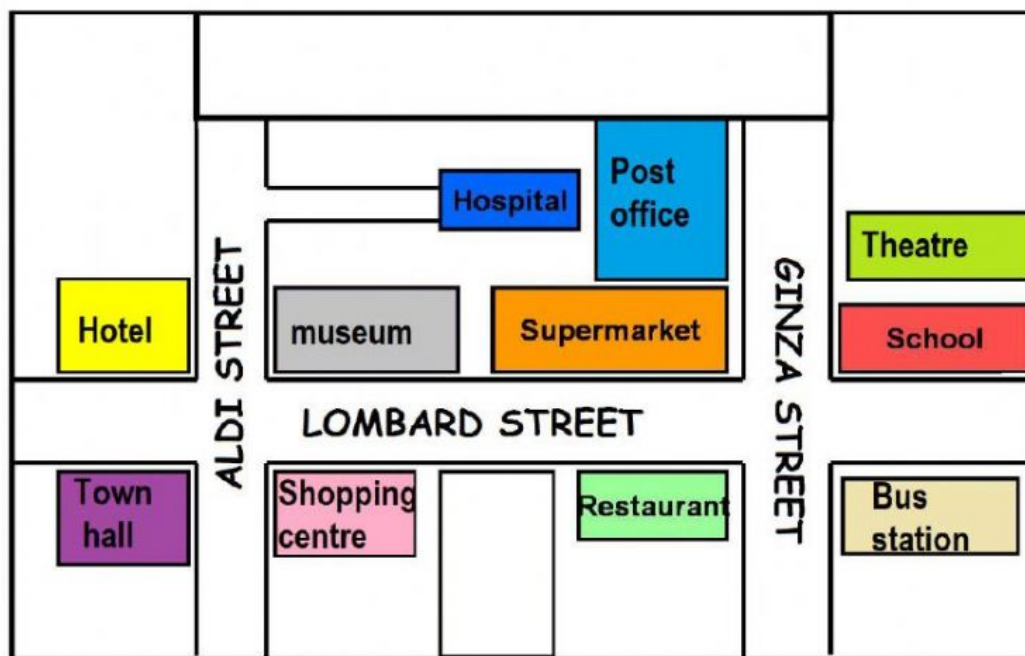 Post
office
Hospital
Theatre
Hotel
ALDI STREET
museum
Supermarket
GINZA STREET
School
LOMBARD STREET
Town
hall
Shopping
centre
Restaurant
Bus
station